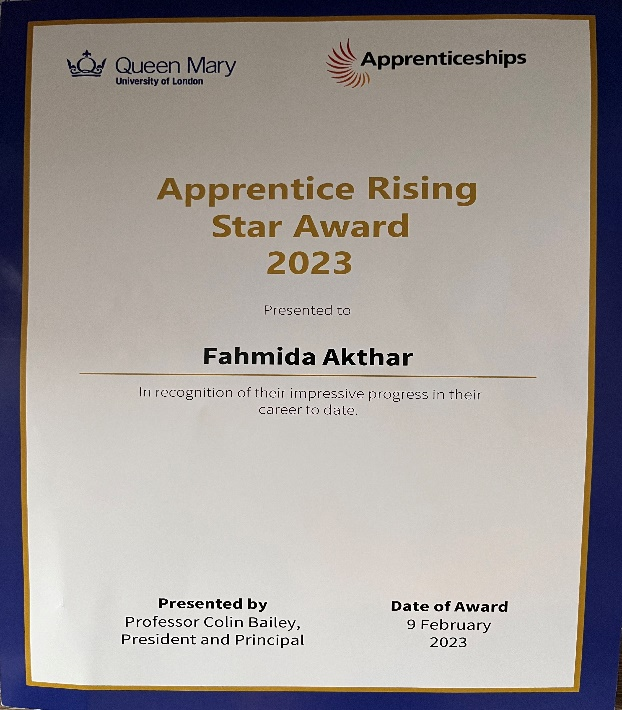 Queen Mary
University of London
Apprenticeships
Apprentice Rising
Star Award
2023
Presented to
Fahmida Akthar
In recognition of their impressive progress in their
career to date.
Presented by
Professor Colin Bailey,
President and Principal
Date of Award
9 February
2023